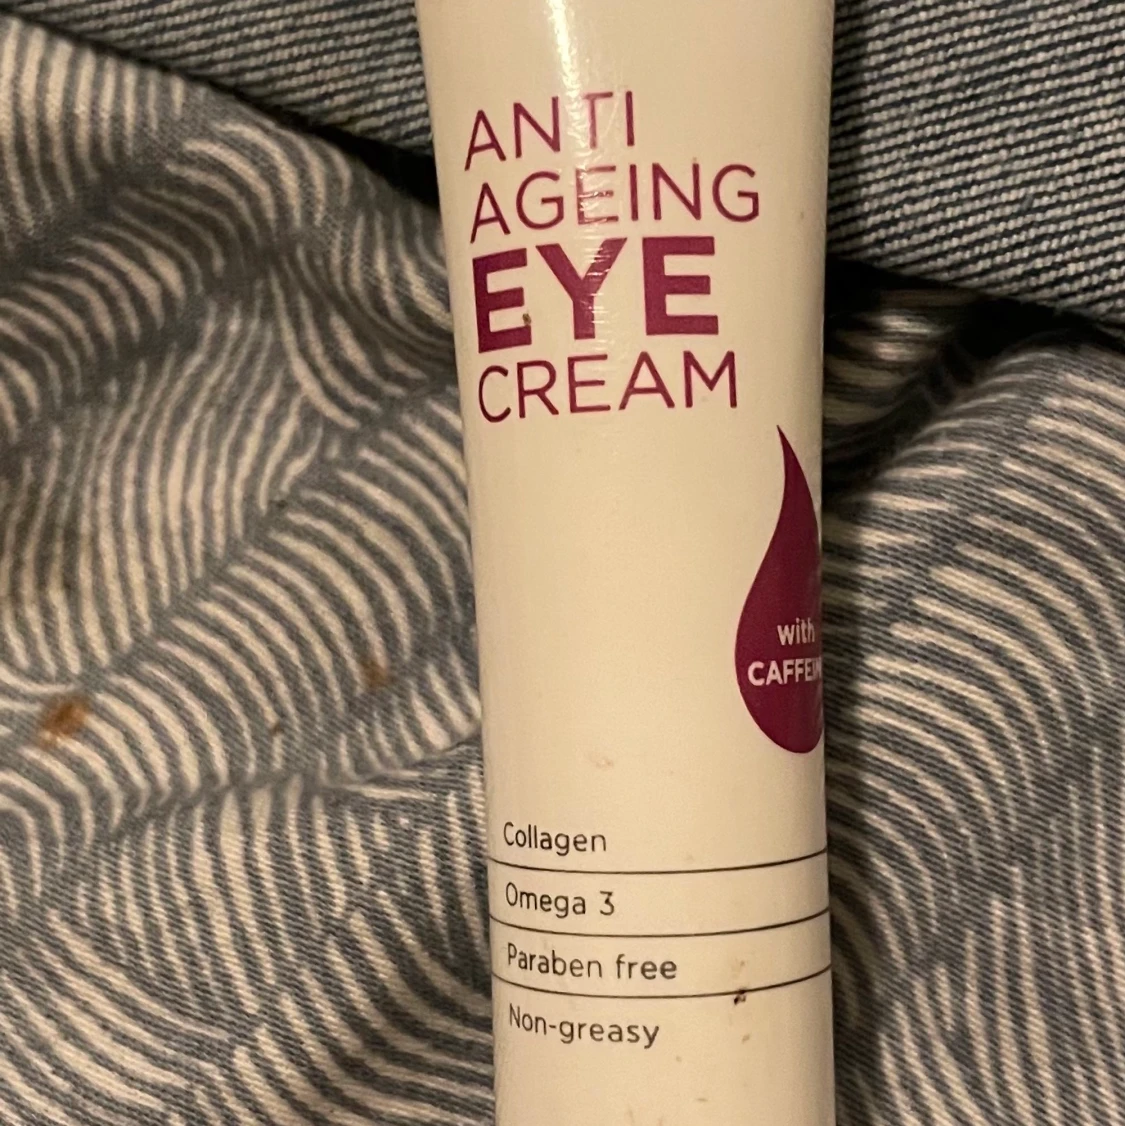 ANTI
AGEING
EYE
CREAM
with
Collagen
Omega 3
Paraben free
Non-greasy